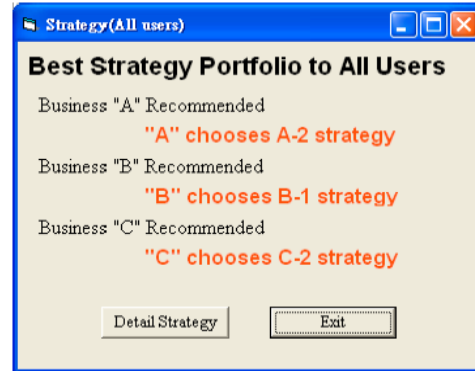 Strategy(All users)
Best Strategy Portfolio to All Users
Business "A" Recommended
"A" chooses A-2 strategy
Business "B" Recommended
"B" chooses B-1 strategy
Business "C" Recommended
"C" chooses C-2 strategy
Detail Strategy Exit